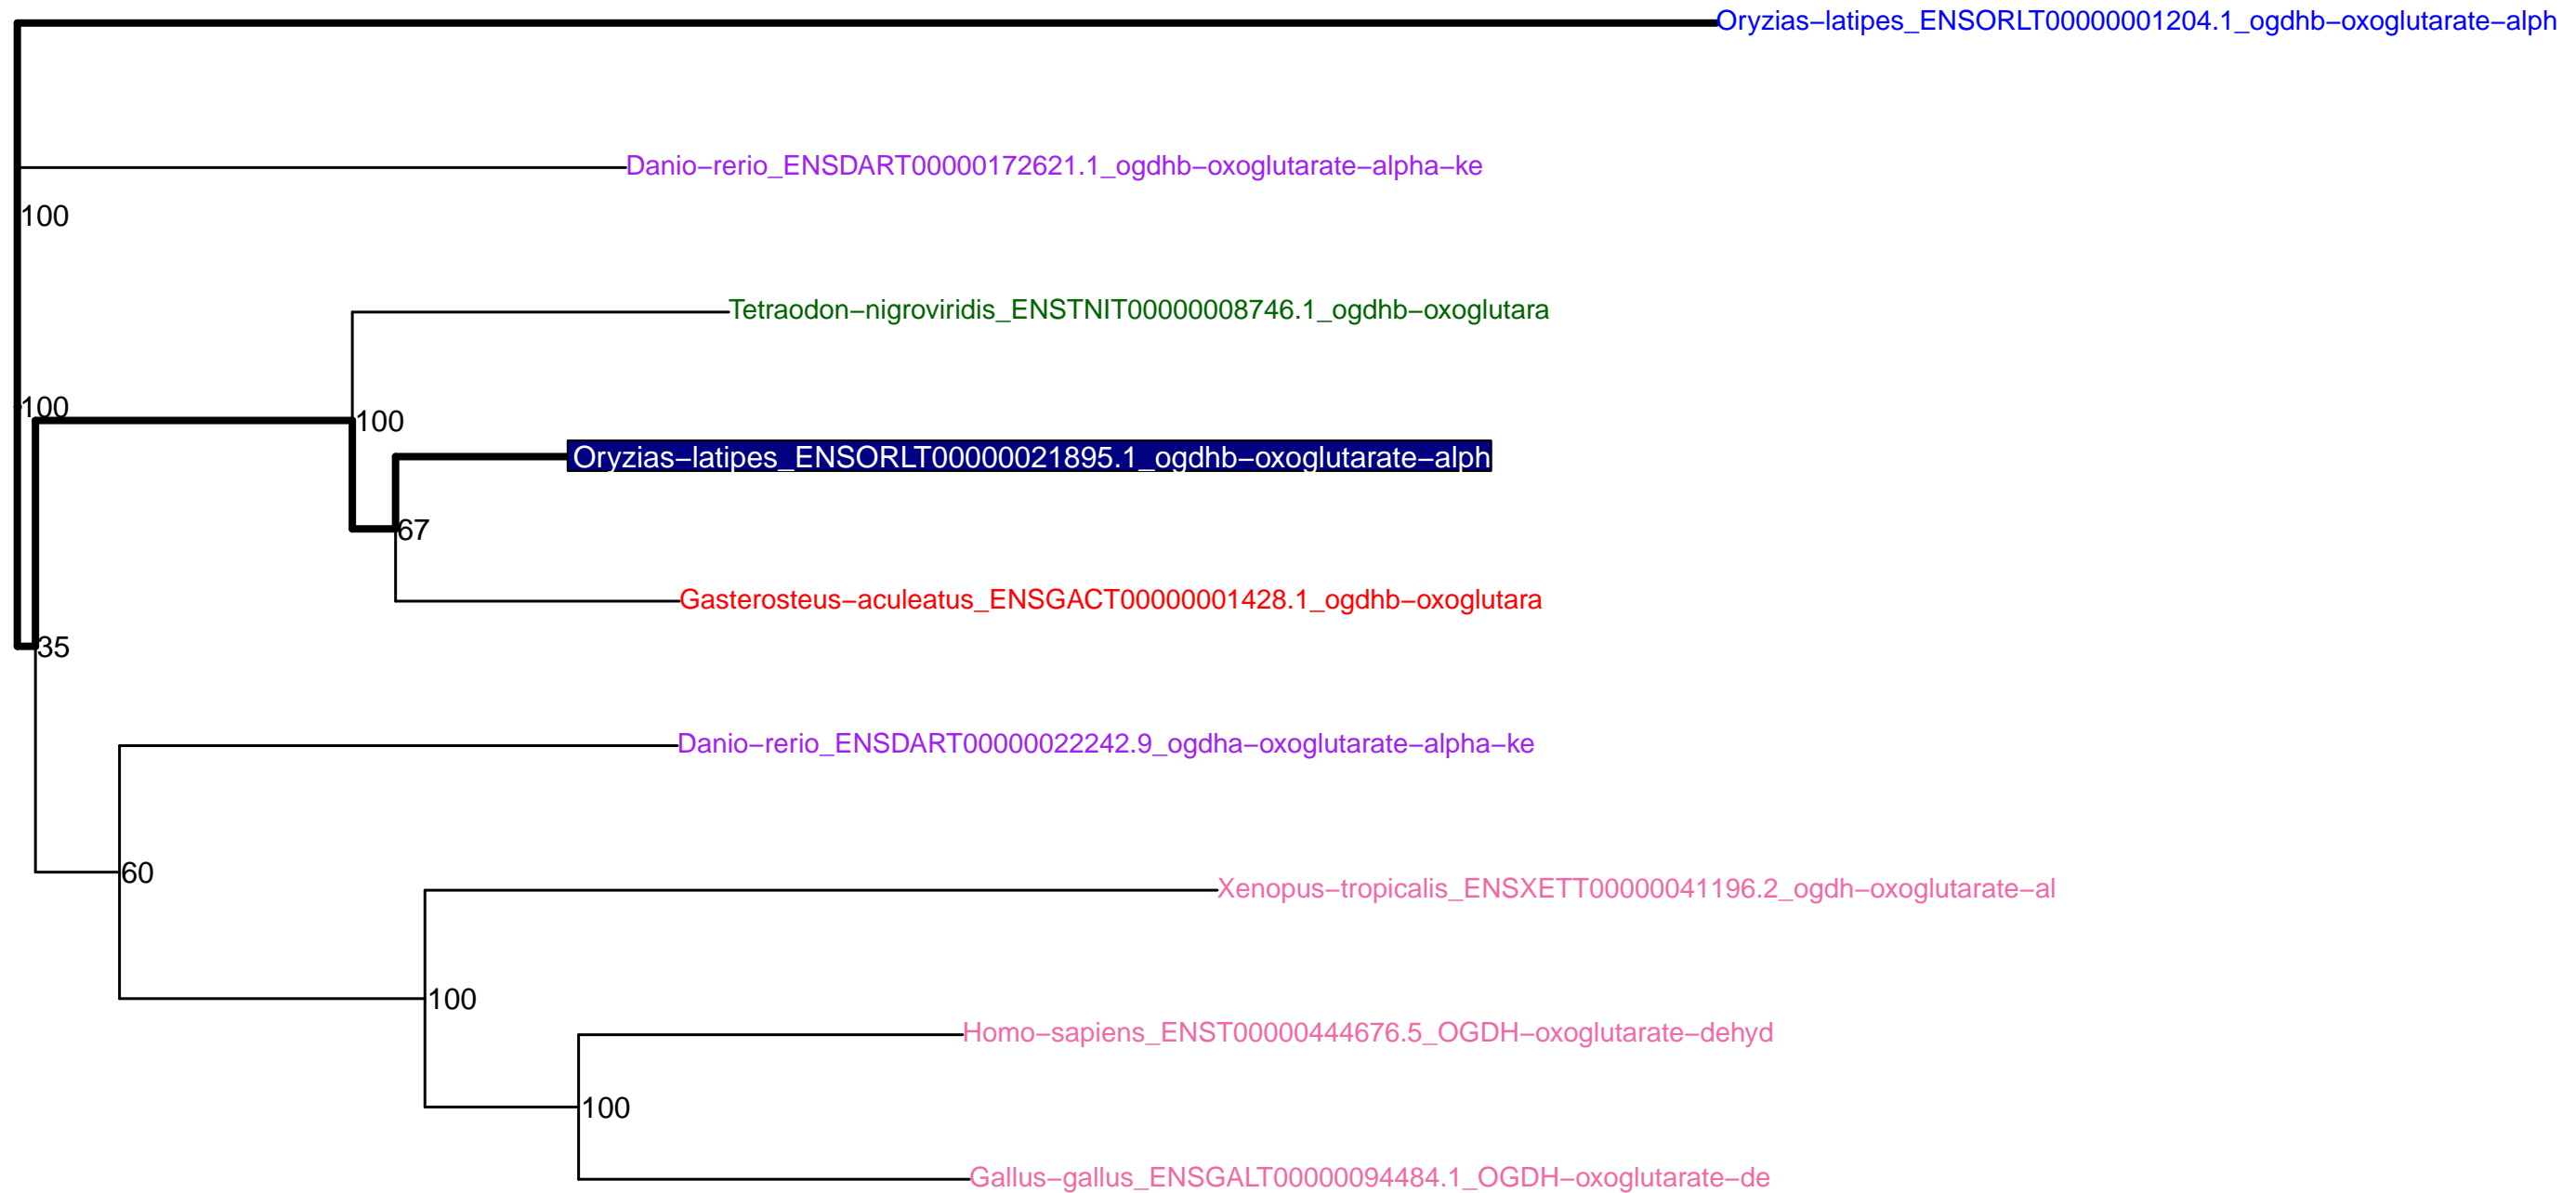 Oryzias−latipes_ENSORLT00000001204.1_ogdhb−oxoglutarate−alph
Danio−rerio_ENSDART00000172621.1_ogdhb−oxoglutarate−alpha−ke
100
Tetraodon−nigroviridis_ENSTNIT00000008746.1_ogdhb−oxoglutara
100
100
Oryzias−latipes_ENSORLT00000021895.1_ogdhb−oxoglutarate−alph
67
Gasterosteus−aculeatus_ENSGACT00000001428.1_ogdhb−oxoglutara
35
Danio−rerio_ENSDART00000022242.9_ogdha−oxoglutarate−alpha−ke
60
Xenopus−tropicalis_ENSXETT00000041196.2_ogdh−oxoglutarate−al
100
Homo−sapiens_ENST00000444676.5_OGDH−oxoglutarate−dehyd
100
Gallus−gallus_ENSGALT00000094484.1_OGDH−oxoglutarate−de